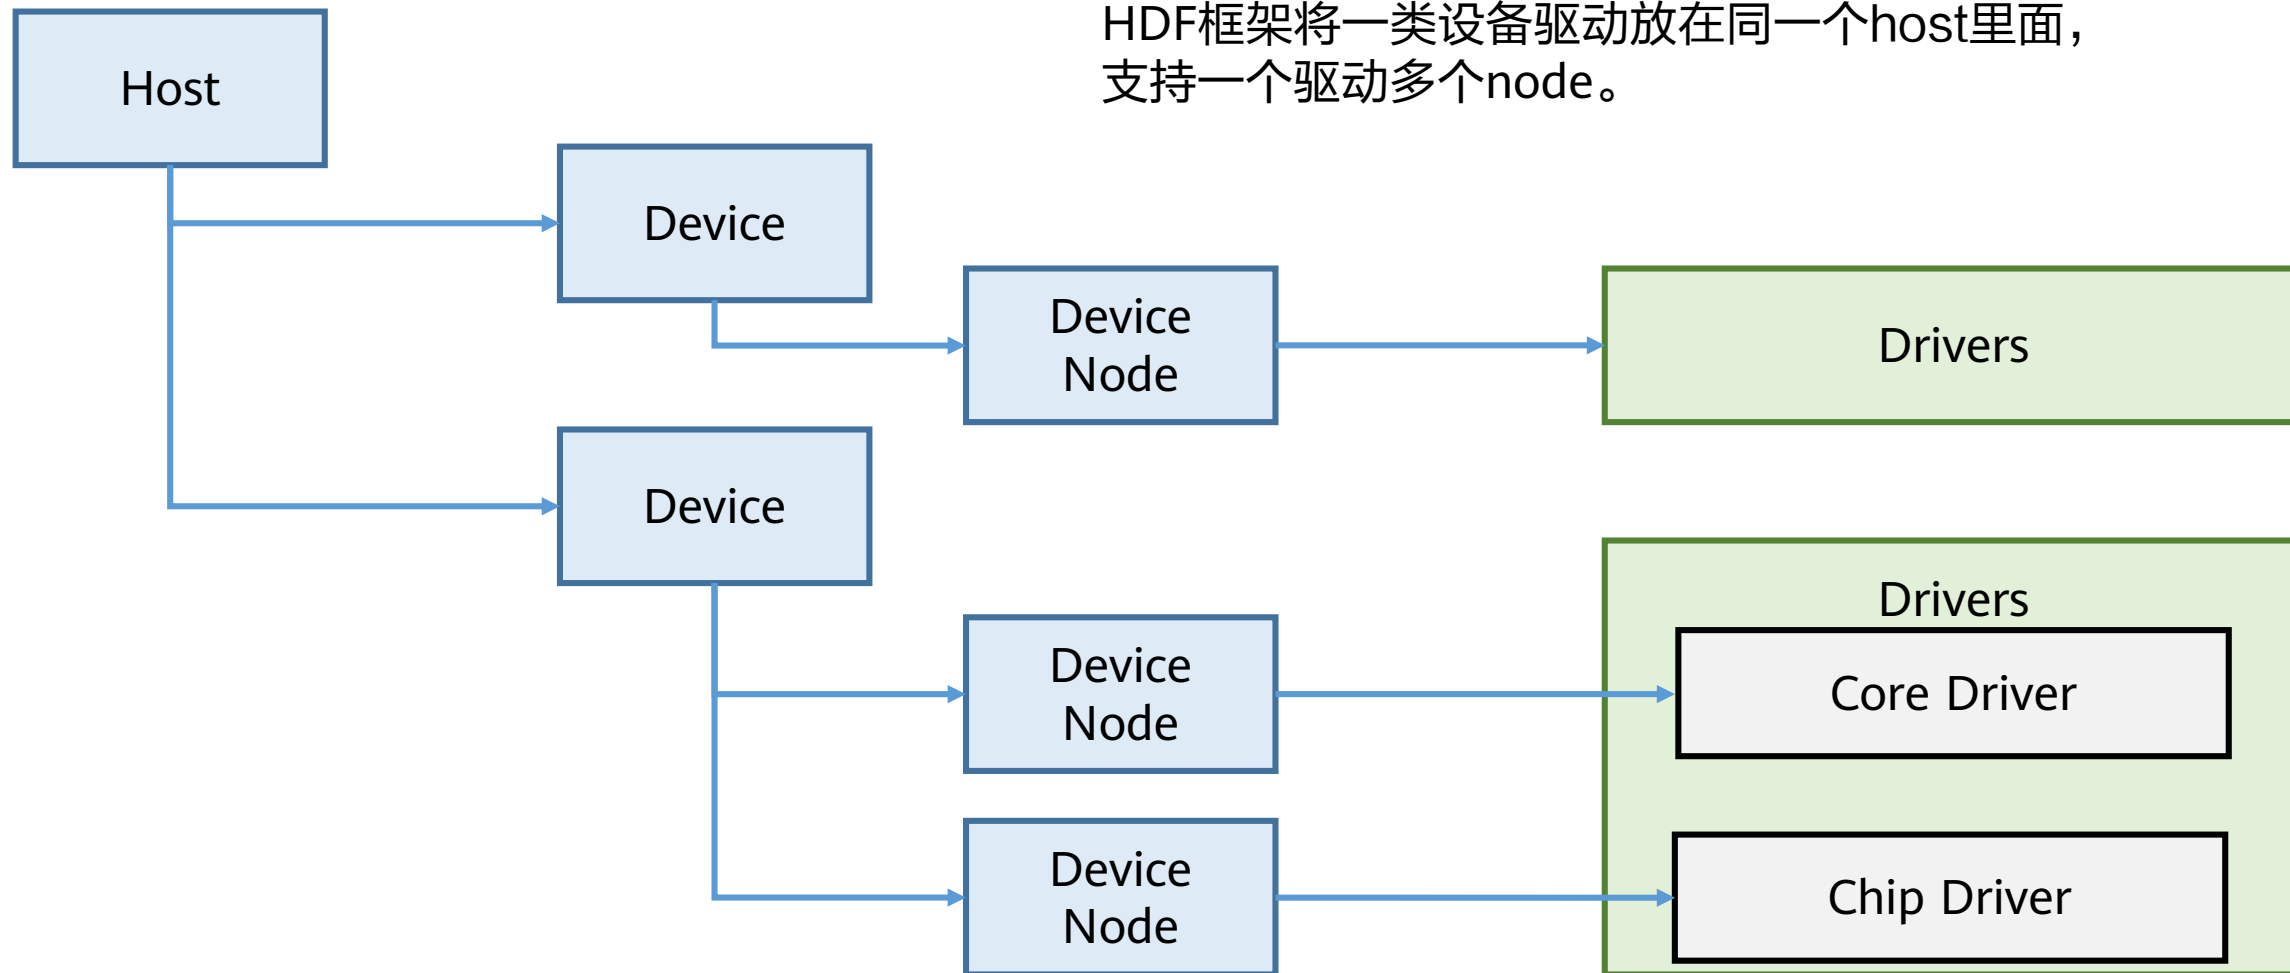 HDF框架将一类设备驱动放在同一个host里面，
支持一个驱动多个node。
Host
Device
Device
Node
Drivers
Device
Drivers
Device
Node
Core Driver
Device
Node
Chip Driver